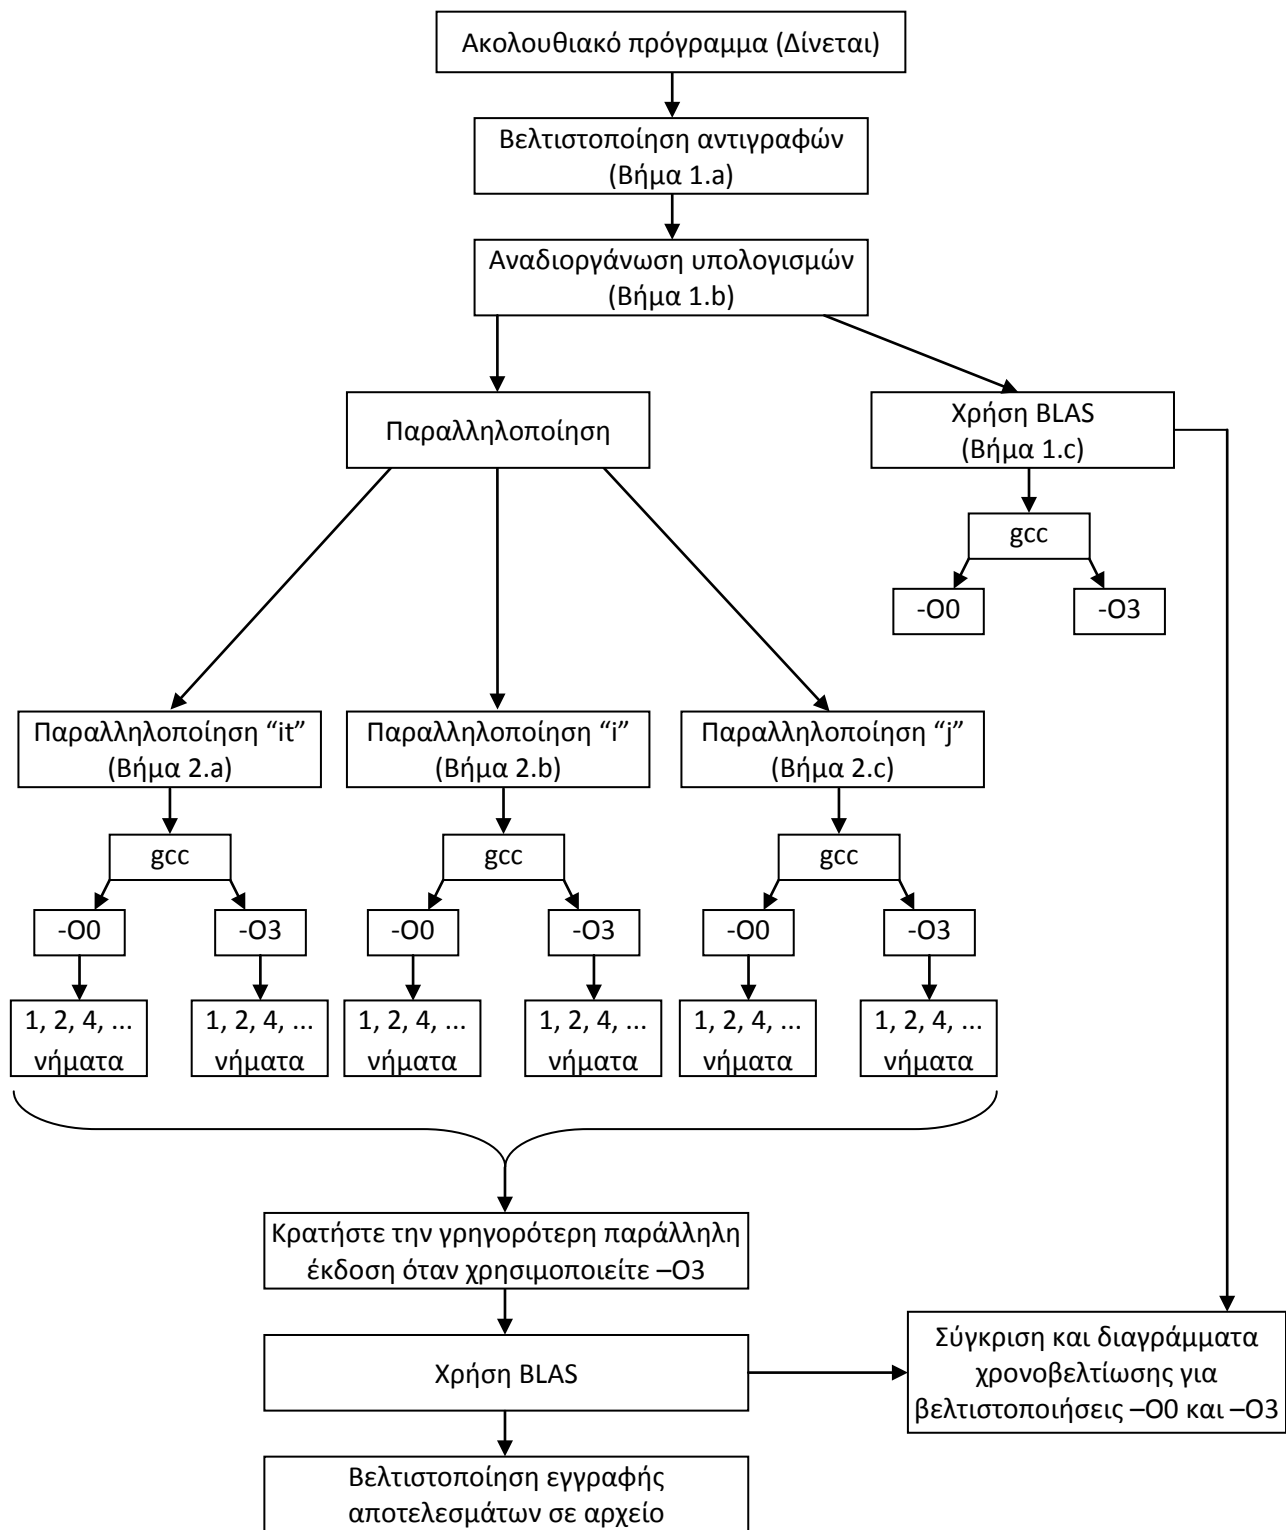 Ακολουθιακό πρόγραμμα (Δίνεται)
Βελτιστοποίηση αντιγραφών
(Βήμα 1.a)
Αναδιοργάνωση υπολογισμών
(Βήμα 1.b)
Παραλληλοποίηση
Χρήση BLAS
(Βήμα 1.c)
gcc
-O0
-O3
Παραλληλοποίηση “it”
(Βήμα 2.a)
Παραλληλοποίηση “i”
(Βήμα 2.b)
Παραλληλοποίηση “j”
(Βήμα 2.c)
gcc
gcc
gcc
-O0
-O3
-O0
-O3
-O0
-O3
1, 2, 4, ...
νήματα
1, 2, 4, ...
νήματα
1, 2, 4, ...
νήματα
1, 2, 4, ...
νήματα
1, 2, 4, ...
νήματα
1, 2, 4, ...
νήματα
Κρατήστε την γρηγορότερη παράλληλη
έκδοση όταν χρησιμοποιείτε –O3
Χρήση BLAS
Σύγκριση και διαγράμματα
χρονοβελτίωσης για
βελτιστοποιήσεις –O0 και –O3
Βελτιστοποίηση εγγραφής
αποτελεσμάτων σε αρχείο